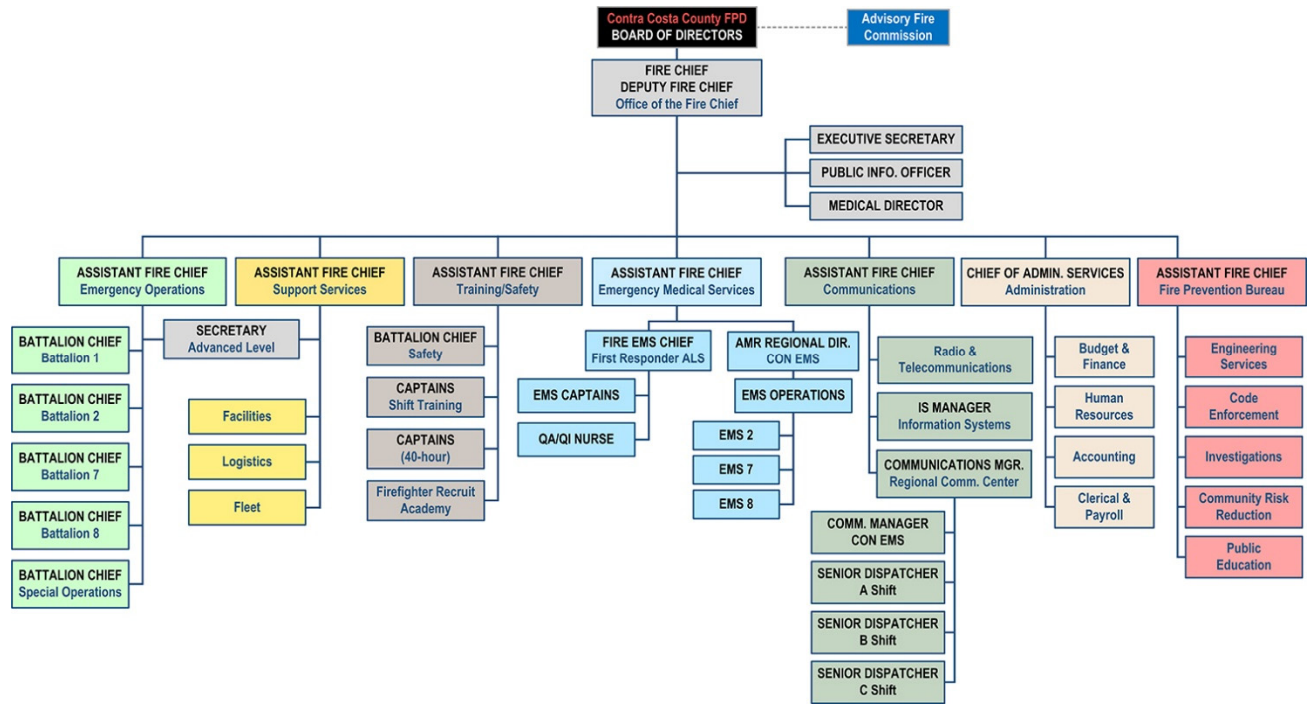 Contra Costa County FPD
BOARD OF DIRECTORS
Advisory Fire
Commission
FIRE CHIEF
DEPUTY FIRE CHIEF
Office of the Fire Chief
EXECUTIVE SECRETARY
PUBLIC INFO. OFFICER
MEDICAL DIRECTOR
ASSISTANT FIRE CHIEF
Emergency Operations
ASSISTANT FIRE CHIEF
Support Services
ASSISTANT FIRE CHIEF
Training/Safety
ASSISTANT FIRE CHIEF
Emergency Medical Services
ASSISTANT FIRE CHIEF
Communications
CHIEF OF ADMIN. SERVICES
Administration
ASSISTANT FIRE CHIEF
Fire Prevention Bureau
BATTALION CHIEF
Battalion 1
BATTALION CHIEF
Battalion 2
BATTALION CHIEF
Battalion 7
BATTALION CHIEF
Battalion 8
BATTALION CHIEF
Special Operations
SECRETARY
Advanced Level
Facilities
Logistics
Fleet
BATTALION CHIEF
Safety
CAPTAINS
Shift Training
CAPTAINS
(40-hour)
Firefighter Recruit
Academy
FIRE EMS CHIEF
First Responder ALS
EMS CAPTAINS
QA/QI NURSE
AMR REGIONAL DIR.
CON EMS
EMS OPERATIONS
EMS 2
EMS 7
EMS 8
Radio &
Telecommunications
IS MANAGER
Information Systems
COMMUNICATIONS MGR.
Regional Comm. Center
COMM. MANAGER
CON EMS
SENIOR DISPATCHER
A Shift
SENIOR DISPATCHER
B Shift
SENIOR DISPATCHER
C Shift
Budget &
Finance
Human
Resources
Accounting
Clerical &
Payroll
Engineering
Services
Code
Enforcement
Investigations
Community Risk
Reduction
Public
Education